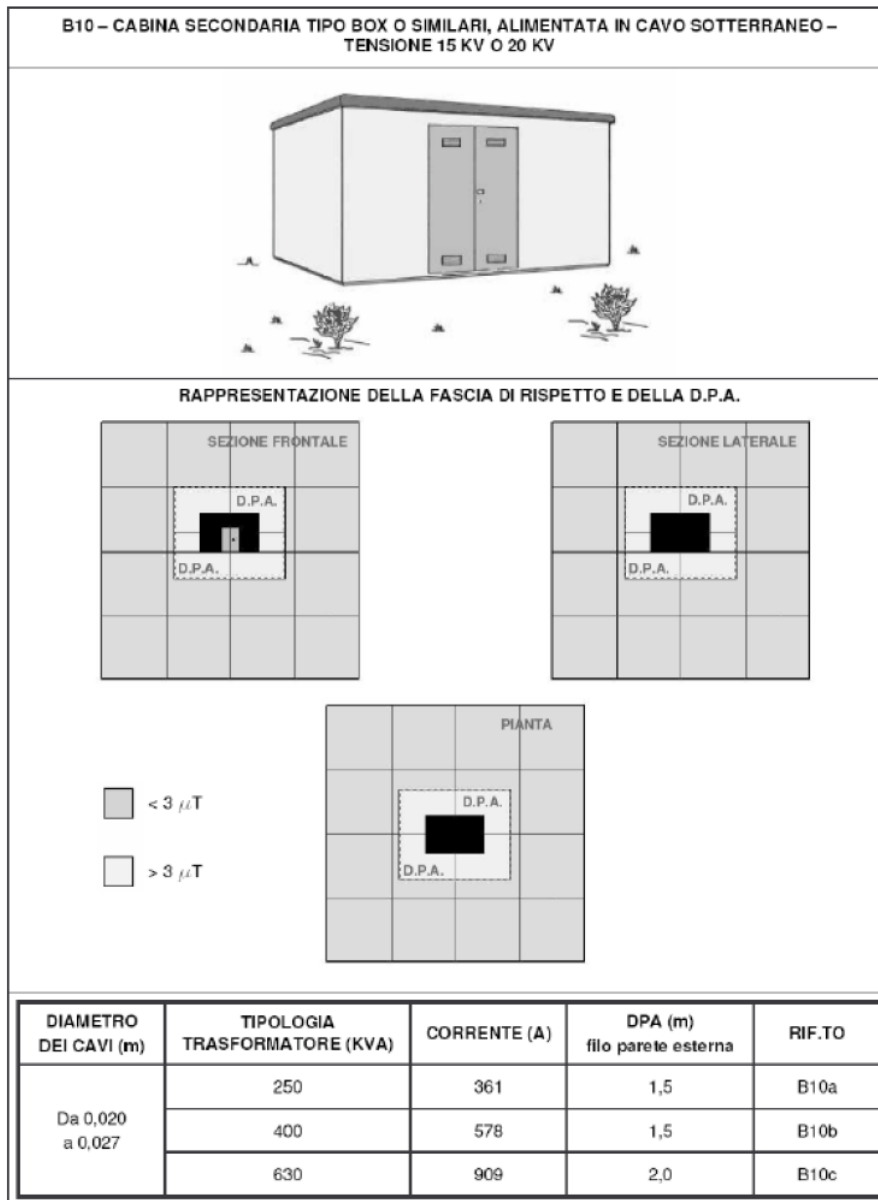 B10 – CABINA SECONDARIA TIPO BOX O SIMILARI, ALIMENTATA IN CAVO SOTTERRANEO –
TENSIONE 15 KV O 20 KV
RAPPRESENTAZIONE DELLA FASCIA DI RISPETTO E DELLA D.P.A.
SEZIONE FRONTALE
D.P.A.
D.P.A.
SEZIONE LATERALE
D.P.A.
D.P.A.
PIANTA
D.P.A.
D.P.A.
< 3 μT
> 3 μT
DIAMETRO
DEI CAVI (m)
TIPOLOGIA
TRASFORMATORE (KVA)
CORRENTE (A)
DPA (m)
filo parete esterna
RIF.TO
Da 0,020
a 0,027
250 361 1,5 B10a
400 578 1,5 B10b
630 909 2,0 B10c